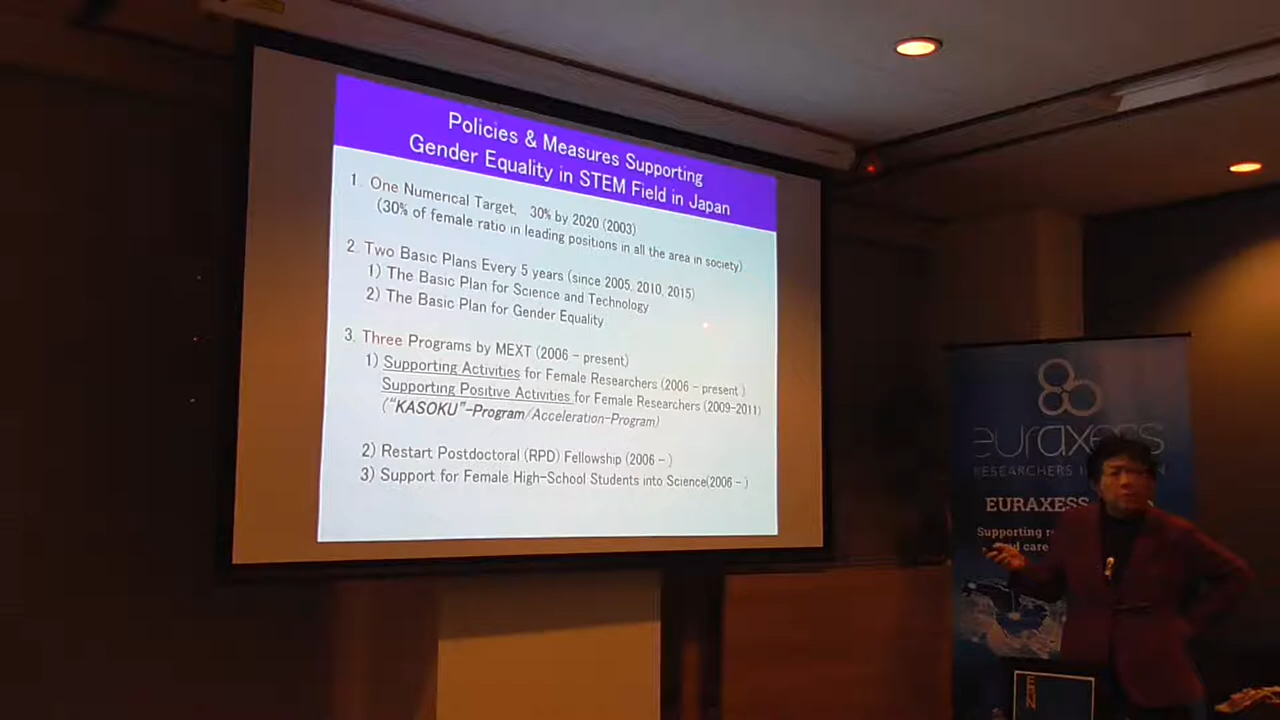 Policies & Measures Supporting
Gender Equality in STEM Field in Japan
1. One Numerical Target, 30% by 2020 (2003)
(30% of female ratio in leading positions in all the area in society)
2. Two Basic Plans Every 5 years (since 2005, 2010, 2015)
1) The Basic Plan for Science and Technology
2) The Basic Plan for Gender Equality
3. Three Programs by MEXT (2006 - present)
1) Supporting Activities for Female Researchers (2006 - present )
Supporting Positive Activities for Female Researchers (2009-2011)
("KASOKU"-Program/Acceleration-Program)
2) Restart Postdoctoral (RPD) Fellowship (2006 - )
3) Support for Female High-School Students into Science(2006 - )
euraxess
RESEARCHERS
EURAXESS
Supporting
care